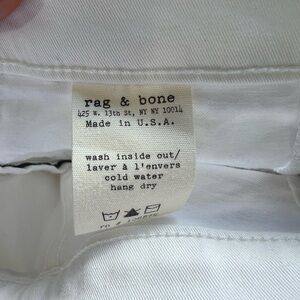 rag & bone
425 W. 13th St, NY NY 10014
Made in U.S.A.
wash inside out/
laver à l'envers
cold water
hang dry